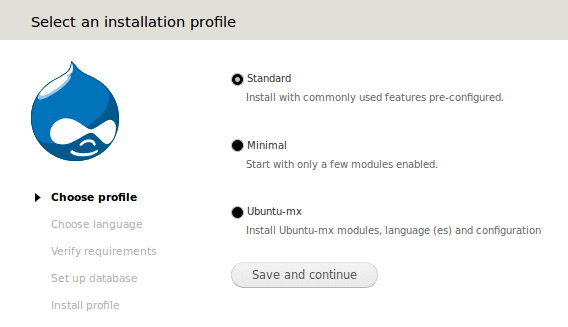 Select an installation profile
Standard
Install with commonly used features pre-configured.
Minimal
Start with only a few modules enabled.
Ubuntu-mx
Install Ubuntu-mx modules, language (es) and configuration
Save and continue
Choose profile
Choose language
Verify requirements
Set up database
Install profile